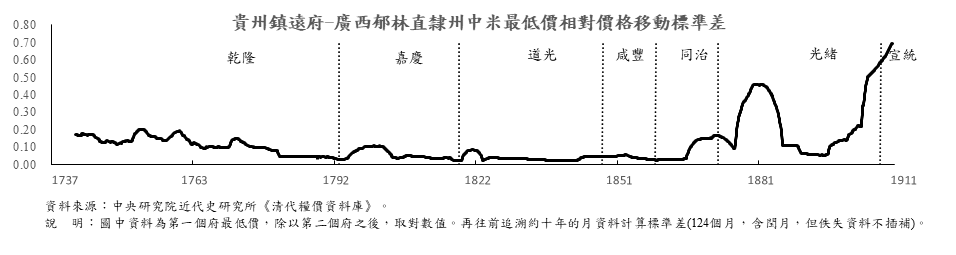 貴州鎮遠府-廣西郁林直隸州中米最低價相對價格移動標準差
0.80
0.70
0.60
0.50
0.40
0.30
0.20
0.10
0.00
乾隆 嘉慶 道光 咸豐 同治 光緒 宣統
1737 1763 1792 1822 1851 1881 1911
資料來源：中央研究院近代史研究所《清代糧價資料庫》。
說　明：圖中資料為第一個府最低價，除以第二個府之後，取對數值。再往前追溯約十年的月資料計算標準差(124個月，含閏月，但佚失資料不插補)。